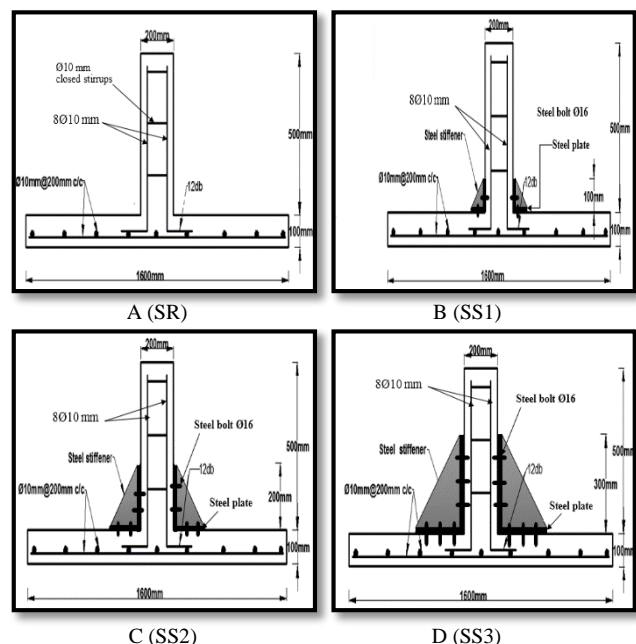 200mm
Ø10 mm
closed stirrups
8Ø10 mm
500mm
Ø10mm@200mm c/c
12db
100mm
1600mm
A (SR)
200mm
8Ø10 mm
Steel bolt Ø16
Steel stiffener
Steel plate
500mm
Ø10mm@200mm c/c
12db
100mm
100mm
1600mm
B (SS1)
200mm
8Ø10 mm
Steel bolt Ø16
500mm
Steel stiffener
12db
200mm
Ø10mm@200mm c/c
Steel plate
100mm
1600mm
C (SS2)
200mm
8Ø10 mm
Steel bolt Ø16
500mm
Steel stiffener
12db
300mm
Ø10mm@200mm c/c
Steel plate
100mm
1600mm
D (SS3)